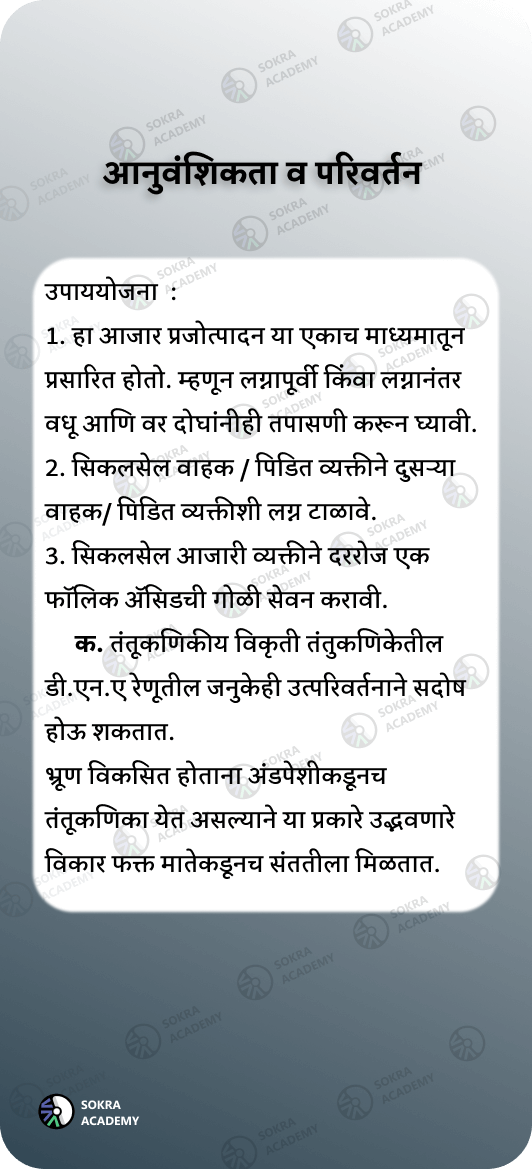 आनुवंशिकता व परिवर्तन
उपाययोजना :
1. हा आजार प्रजोत्पादन या एकाच माध्यमातून
प्रसारित होतो. म्हणून लग्नापूर्वी किंवा लग्नानंतर
वधू आणि वर दोघांनीही तपासणी करून घ्यावी.
2. सिकलसेल वाहक / पिडित व्यक्तीने दुसऱ्या
वाहक/ पिडित व्यक्तीशी लग्न टाळावे.
3. सिकलसेल आजारी व्यक्तीने दररोज एक
फॉलिक ॲसिडची गोळी सेवन करावी.
क. तंतूकणिकीय विकृती तंतुकणिकेतील
डी.एन.ए रेणूतील जनुकेही उत्परिवर्तनाने सदोष
होऊ शकतात.
भ्रूण विकसित होताना अंडपेशीकडूनच
तंतूकणिका येत असल्याने या प्रकारे उद्भवणारे
विकार फक्त मातेकडूनच संततीला मिळतात.
SOKRA
ACADEMY